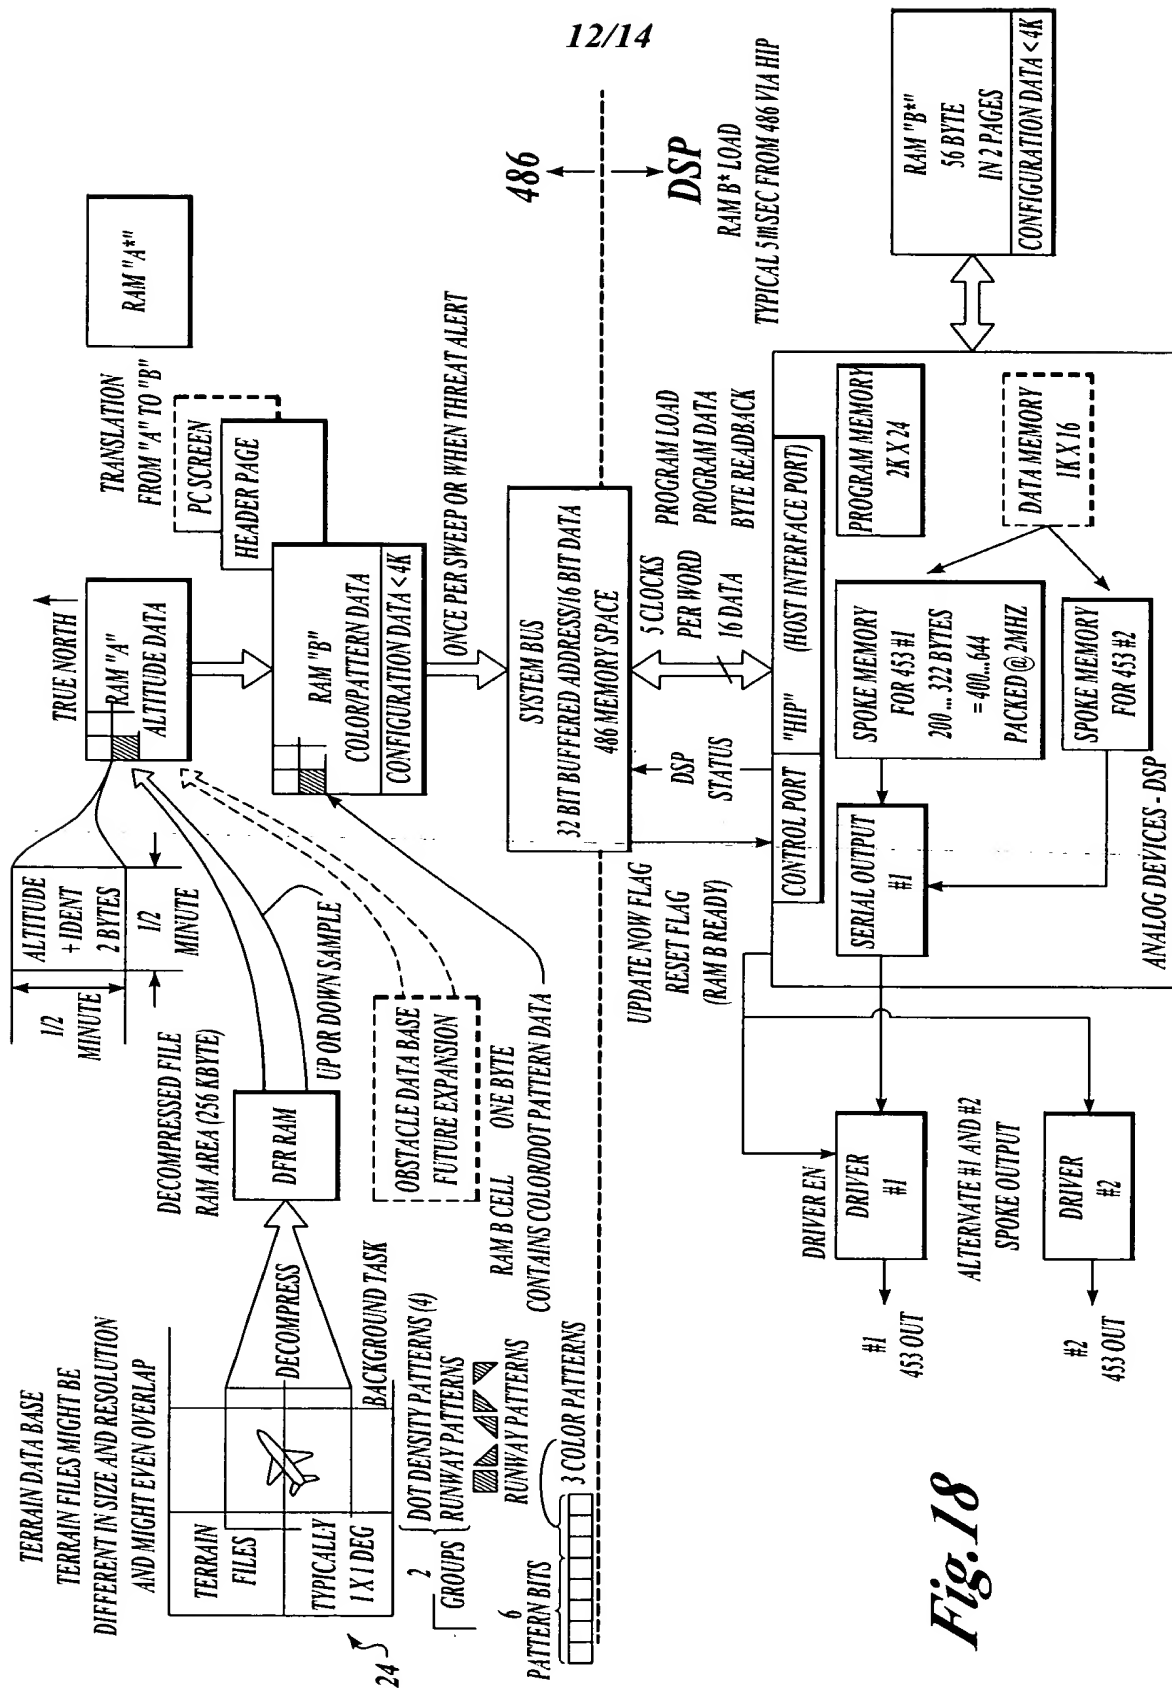 12/14
TERRAIN DATA BASE
TERRAIN FILES MIGHT BE
DIFFERENT IN SIZE AND RESOLUTION
AND MIGHT EVEN OVERLAP
TERRAIN
FILES
TYPICALLY
1 X 1 DEG
24
DECOMPRESS
BACKGROUND TASK
2
GROUPS
DOT DENSITY PATTERNS (4)
RUNWAY PATTERNS
RUNWAY PATTERNS
6
PATTERN BITS
3 COLOR PATTERNS
DECOMPRESSED FILE
RAM AREA (256 KBYTE)
DFR RAM
UP OR DOWN SAMPLE
OBSTACLE DATA BASE
FUTURE EXPANSION
RAM B CELL ONE BYTE
CONTAINS COLOR/DOT PATTERN DATA
1/2
MINUTE
ALTITUDE
+ IDENT
2 BYTES
1/2
MINUTE
TRUE NORTH
RAM "A"
ALTITUDE DATA
TRANSLATION
FROM "A" TO "B"
RAM "A*"
PC SCREEN
HEADER PAGE
RAM "B"
COLOR/PATTERN DATA
CONFIGURATION DATA < 4K
ONCE PER SWEEP OR WHEN THREAT ALERT
SYSTEM BUS
32 BIT BUFFERED ADDRESS/16 BIT DATA
486 MEMORY SPACE
486
DSP
RAM B* LOAD
TYPICAL 5mSEC FROM 486 VIA HIP
UPDATE NOW FLAG
RESET FLAG
(RAM B READY)
DSP
STATUS
5 CLOCKS
PER WORD
16 DATA
53
PROGRAM LOAD
PROGRAM DATA
BYTE READBACK
CONTROL PORT
"HIP" (HOST INTERFACE PORT)
PROGRAM MEMORY
2K X 24
DATA MEMORY
1K X 16
SPOKE MEMORY
FOR 453 #1
200 ... 322 BYTES
= 400...644
PACKED @ 2MHZ
SPOKE MEMORY
FOR 453 #2
SERIAL OUTPUT
#1
ANALOG DEVICES - DSP
RAM "B*"
56 BYTE
IN 2 PAGES
CONFIGURATION DATA < 4K
DRIVER EN
DRIVER
#1
ALTERNATE #1 AND #2
SPOKE OUTPUT
DRIVER
#2
#1
453 OUT
#2
453 OUT
Fig.18